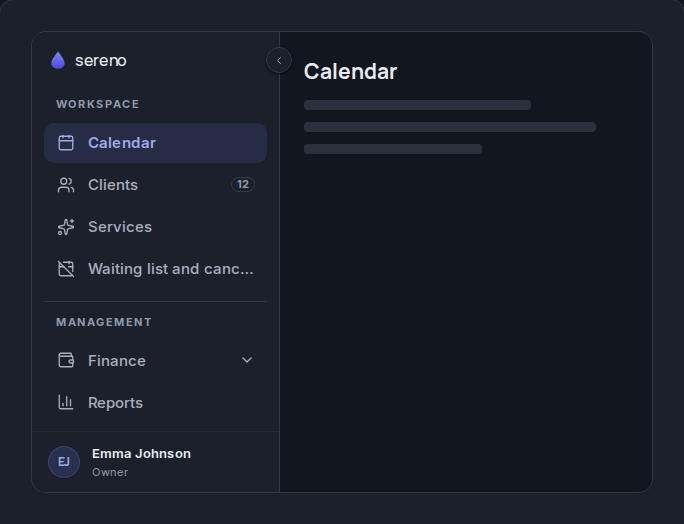 sereno
WORKSPACE
Calendar
Clients
12
Services
Waiting list and canc...
MANAGEMENT
Finance
Reports
EJ
Emma Johnson
Owner
Calendar